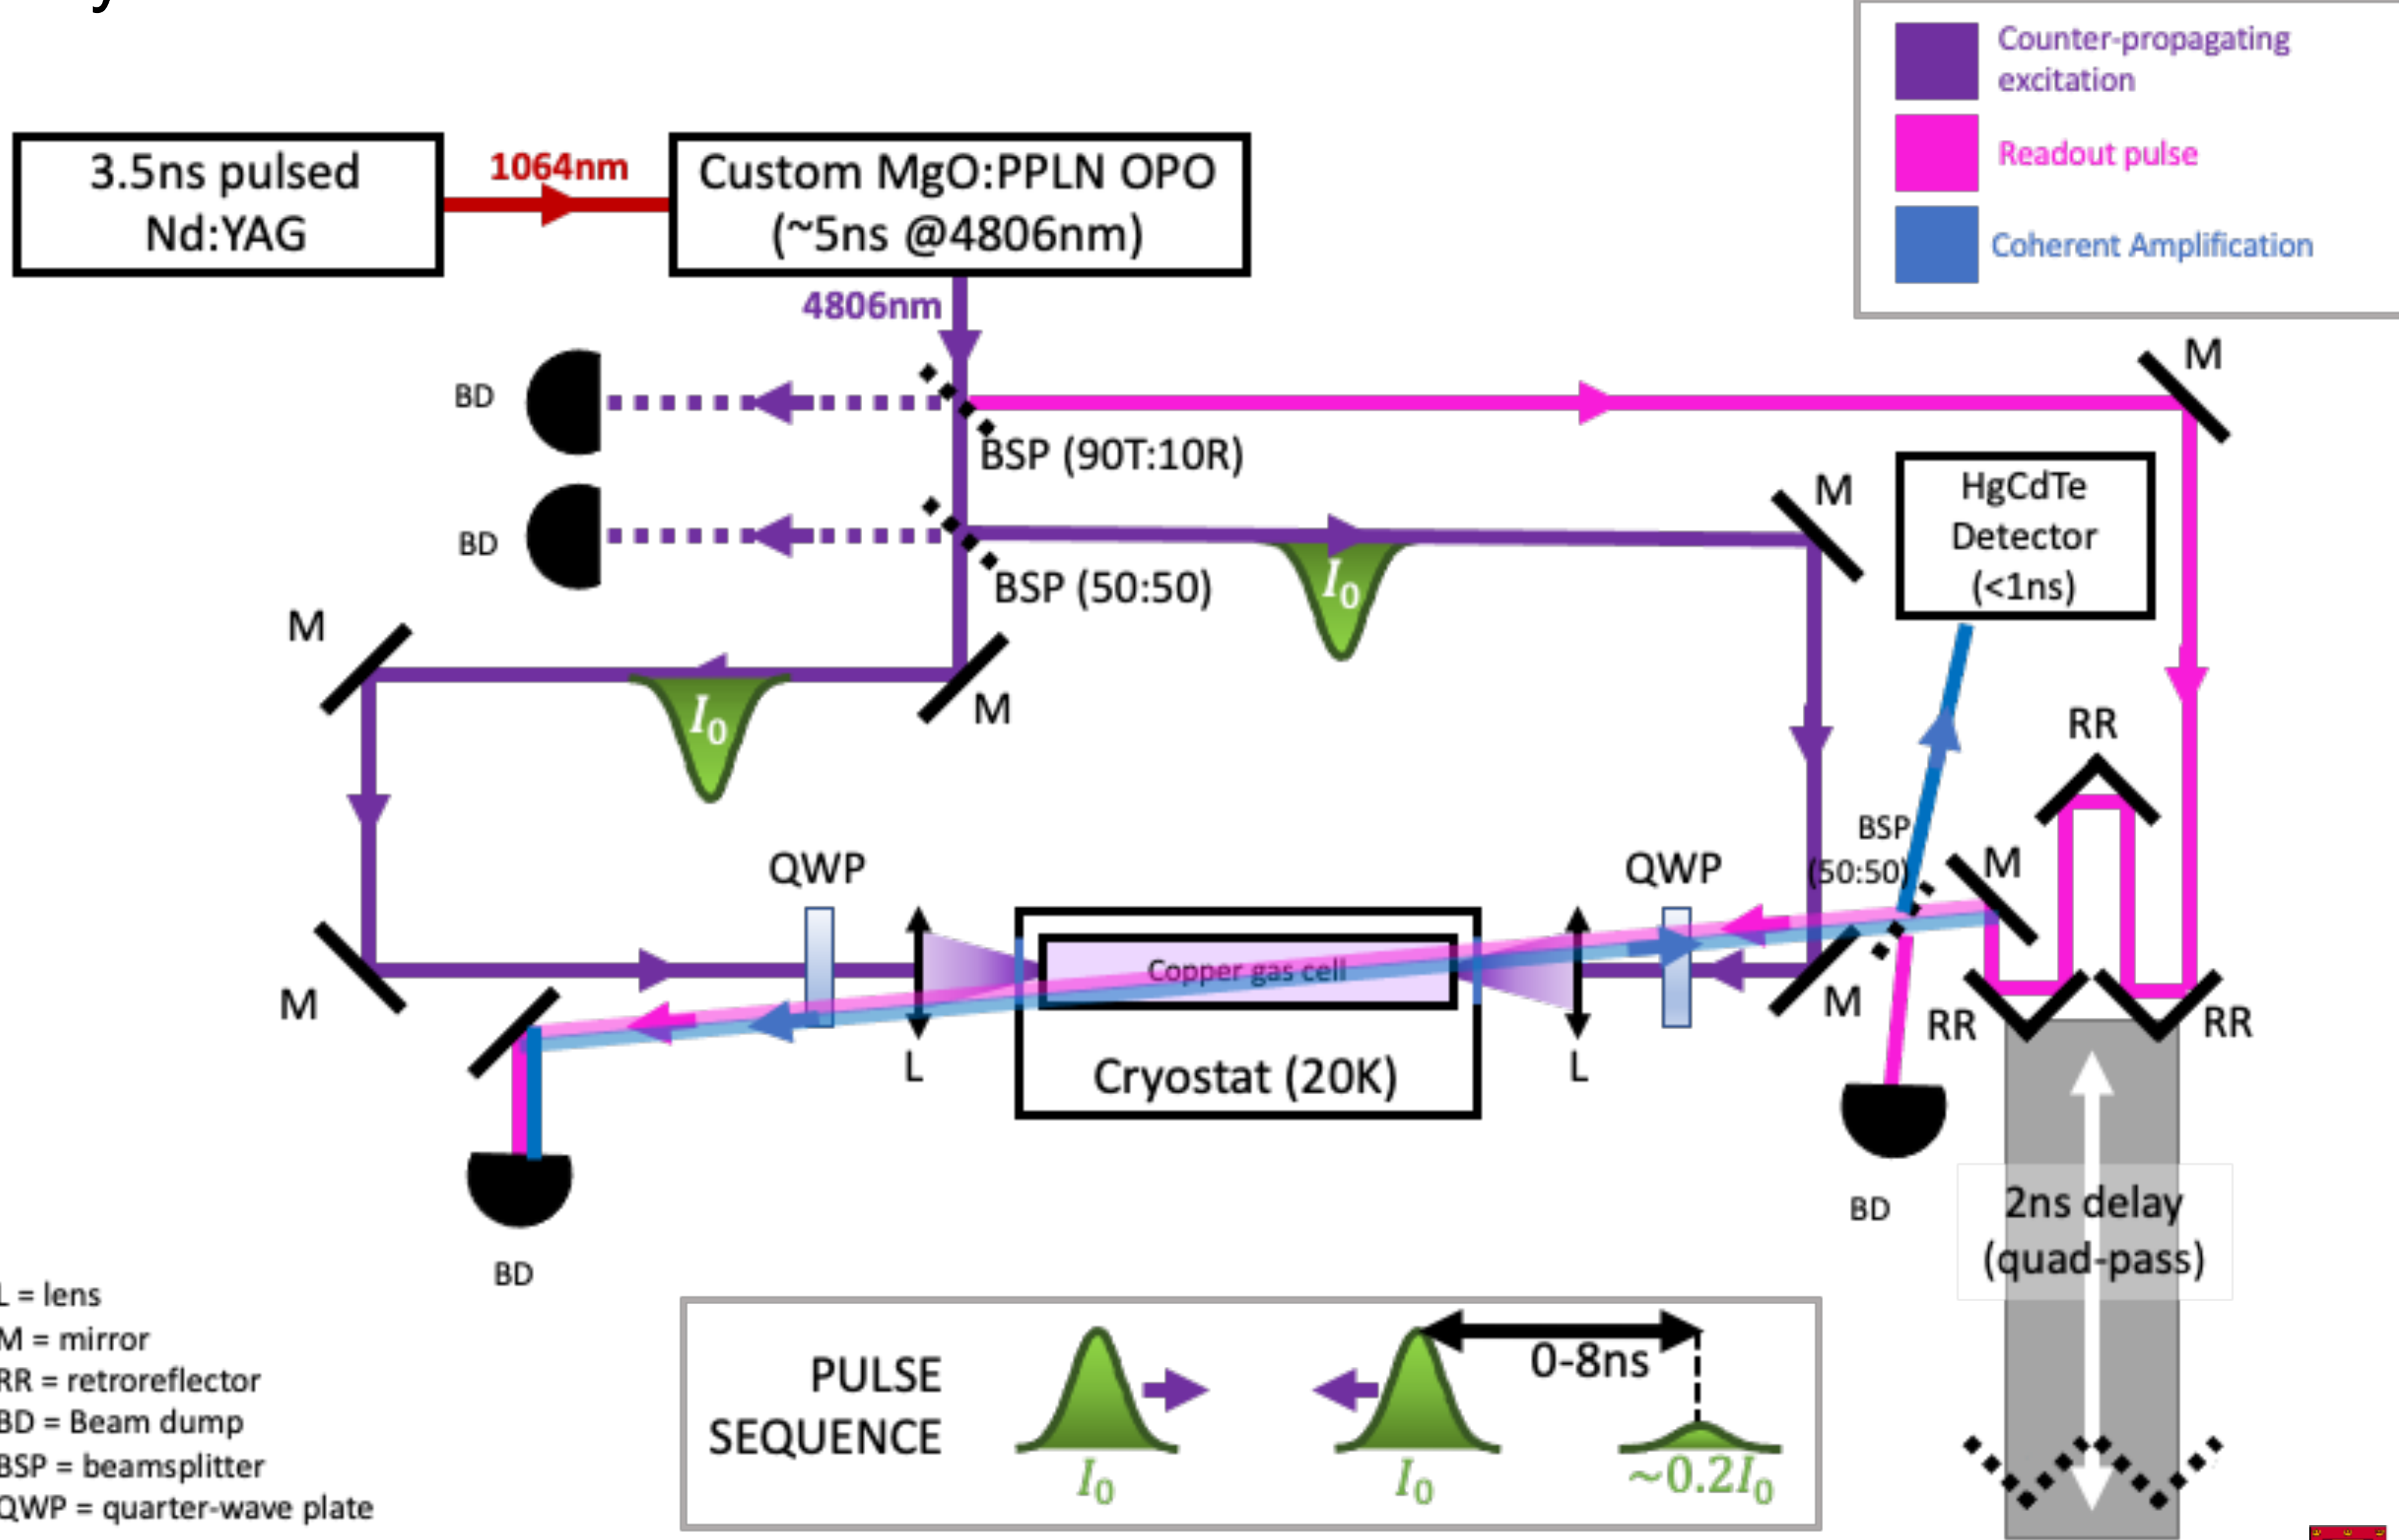 Counter-propagating
excitation
Readout pulse
Coherent Amplification
3.5ns pulsed
Nd:YAG
1064nm
Custom MgO:PPLN OPO
(~5ns @4806nm)
4806nm
M
BD
BSP (90T:10R)
HgCdTe
Detector
(<1ns)
M
BD
BSP (50:50)
I₀
M
I₀
M
RR
BSP
(50:50)
M
QWP
QWP
Copper gas cell
M
M
RR
RR
L
Cryostat (20K)
L
BD
2ns delay
(quad-pass)
BD
L = lens
M = mirror
RR = retroreflector
BD = Beam dump
BSP = beamsplitter
QWP = quarter-wave plate
PULSE
SEQUENCE
0-8ns
I₀
I₀
~0.2I₀